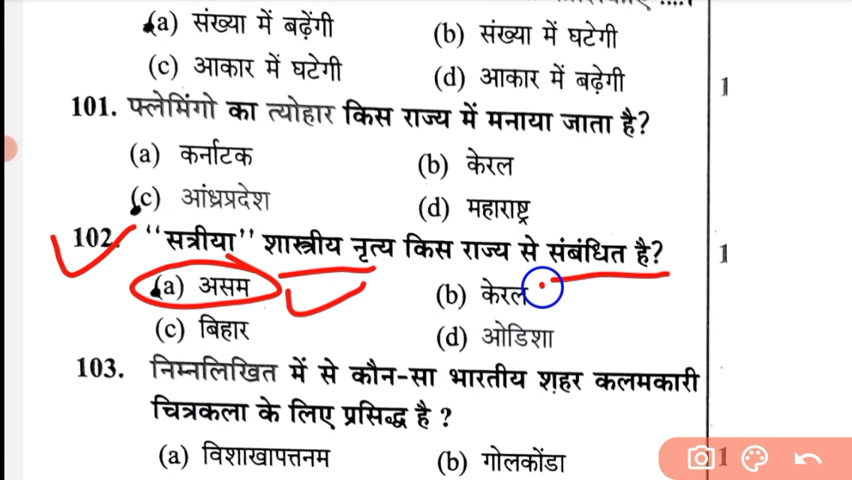 (a) संख्या में बढ़ेंगी
(b) संख्या में घटेगी
(c) आकार में घटेगी
(d) आकार में बढ़ेगी
1
101. फ्लेमिंगो का त्योहार किस राज्य में मनाया जाता है?
(a) कर्नाटक
(b) केरल
(c) आंध्रप्रदेश
(d) महाराष्ट्र
102. ‘‘सत्रीया’’ शास्त्रीय नृत्य किस राज्य से संबंधित है?
1
(a) असम
(b) केरल
(c) बिहार
(d) ओडिशा
103. निम्नलिखित में से कौन-सा भारतीय शहर कलमकारी
चित्रकला के लिए प्रसिद्ध है ?
(a) विशाखापत्तनम
(b) गोलकोंडा
1